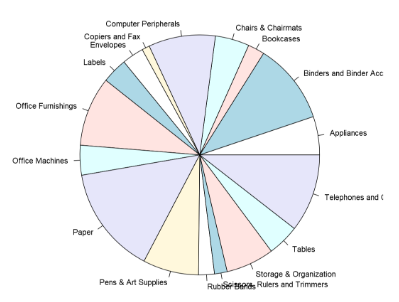 Computer Peripherals
Chairs & Chairmats
Copiers and Fax
Bookcases
Envelopes
Labels
Binders and Binder Acc
Office Furnishings
Appliances
Office Machines
Telephones and
Paper
Tables
Storage & Organization
Pens & Art Supplies
Scissors, Rulers and Trimmers
Rubber Bands